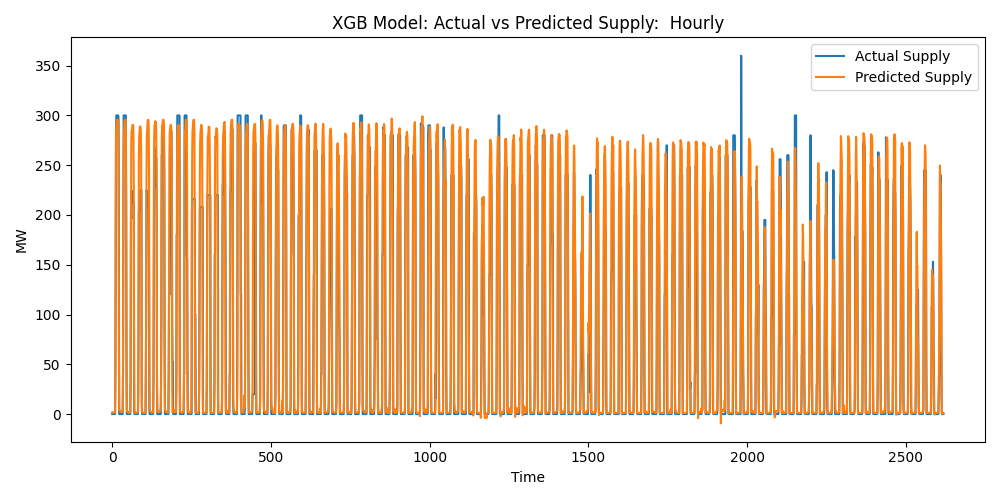 XGB Model: Actual vs Predicted Supply:  Hourly
Actual Supply
Predicted Supply
350
300
250
200
150
100
50
0
MW
0 500 1000 1500 2000 2500
Time